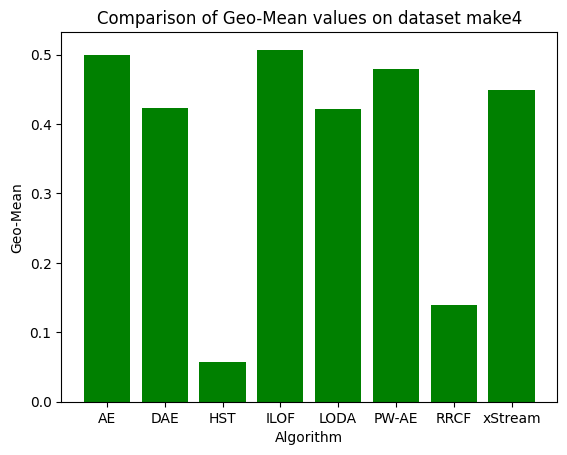 Comparison of Geo-Mean values on dataset make4
Geo-Mean
0.5
0.4
0.3
0.2
0.1
0.0
AE DAE HST ILOF LODA PW-AE RRCF xStream
Algorithm